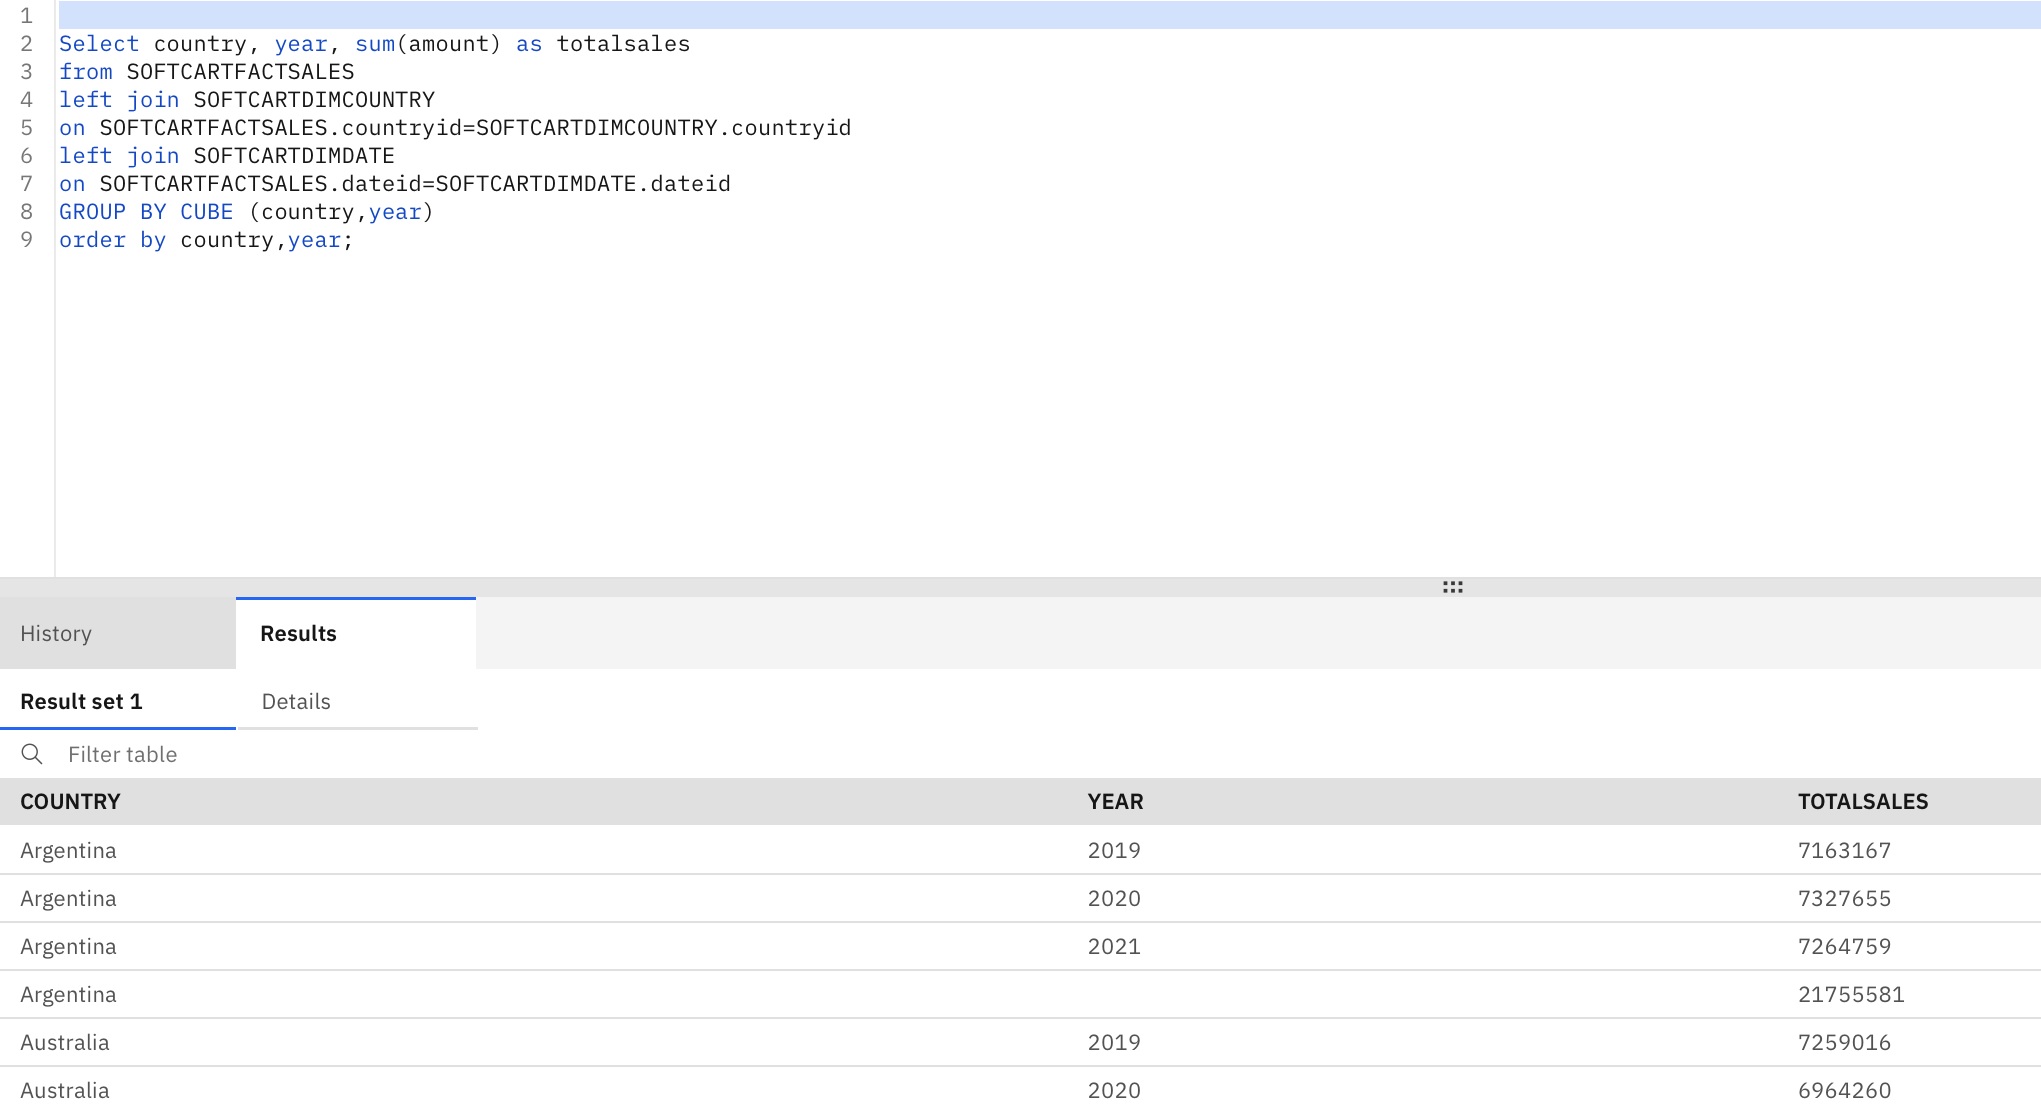 1
2 Select country, year, sum(amount) as totalsales
3 from SOFTCARTFACTSALES
4 left join SOFTCARTDIMCOUNTRY
5 on SOFTCARTFACTSALES.countryid=SOFTCARTDIMCOUNTRY.countryid
6 left join SOFTCARTDIMDATE
7 on SOFTCARTFACTSALES.dateid=SOFTCARTDIMDATE.dateid
8 GROUP BY CUBE (country,year)
9 order by country,year;
History Results
Result set 1 Details
Filter table
COUNTRY YEAR TOTALSALES
Argentina 2019 7163167
Argentina 2020 7327655
Argentina 2021 7264759
Argentina 21755581
Australia 2019 7259016
Australia 2020 6964260